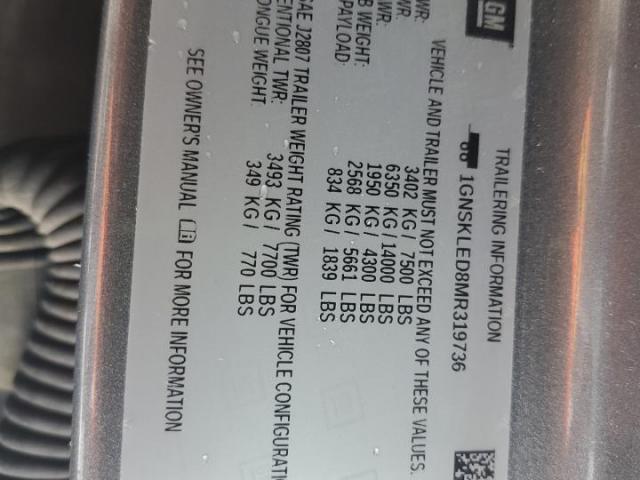 GM
TRAILERING INFORMATION
1GNSKLED8MR319736
VEHICLE AND TRAILER MUST NOT EXCEED ANY OF THESE VALUES.
WR: 3402 KG/ 7500 LBS
WR: 6350 KG/ 14000 LBS
WR: 1950 KG/ 4300 LBS
B WEIGHT: 2568 KG/ 5661 LBS
PAYLOAD: 834 KG/ 1839 LBS
SAE J2807 TRAILER WEIGHT RATING (TWR) FOR VEHICLE CONFIGURATI
ENTIONAL TWR: 3493 KG/ 7700 LBS
ONGUE WEIGHT: 349 KG/ 770 LBS
SEE OWNER'S MANUAL FOR MORE INFORMATION